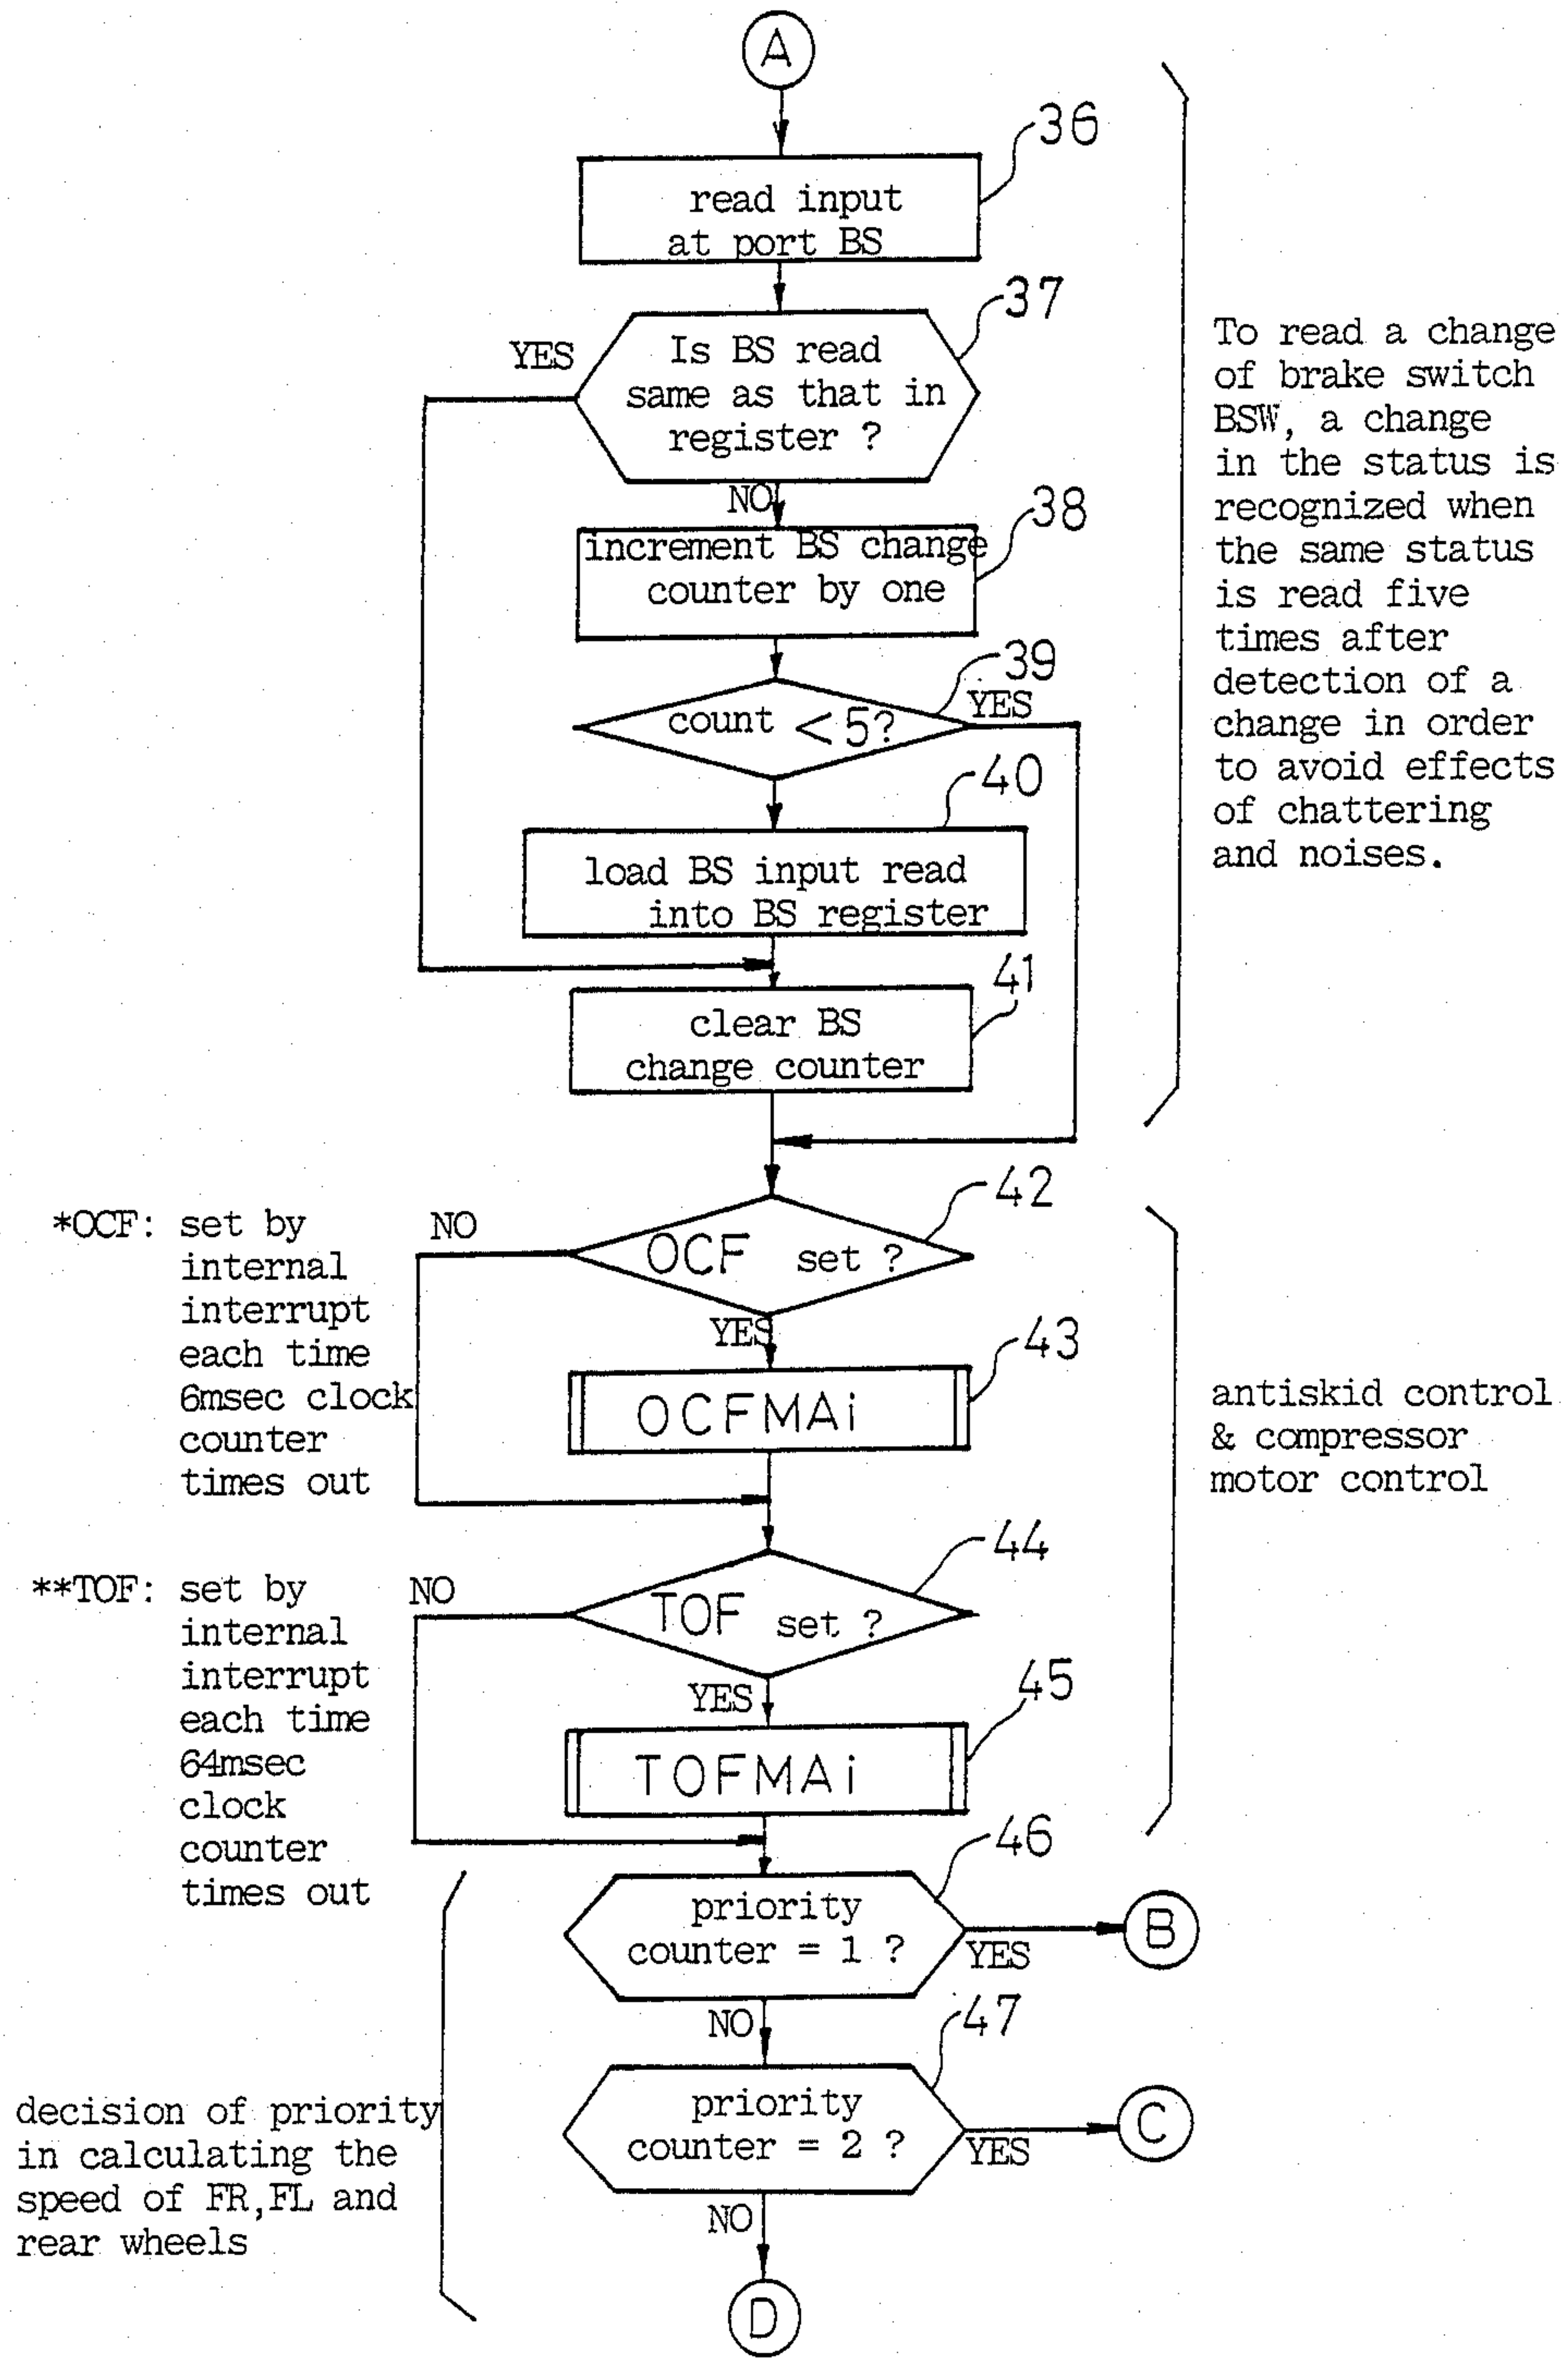 A
36
read input
at port BS
37
YES
Is BS read
same as that in
register ?
NO
38
increment BS change
counter by one
39
count < 5?
YES
40
load BS input read
into BS register
41
clear BS
change counter
To read a change
of brake switch
BSW, a change
in the status is
recognized when
the same status
is read five
times after
detection of a
change in order
to avoid effects
of chattering
and noises.
42
*OCF: set by
internal
interrupt
each time
6msec clock
counter
times out
NO
OCF set ?
YES
43
OCFMAi
antiskid control
& compressor
motor control
44
**TOF: set by
internal
interrupt
each time
64msec
clock
counter
times out
NO
TOF set ?
YES
45
TOFMAi
46
priority
counter = 1 ?
YES
B
NO
47
priority
counter = 2 ?
YES
C
NO
decision of priority
in calculating the
speed of FR,FL and
rear wheels
D